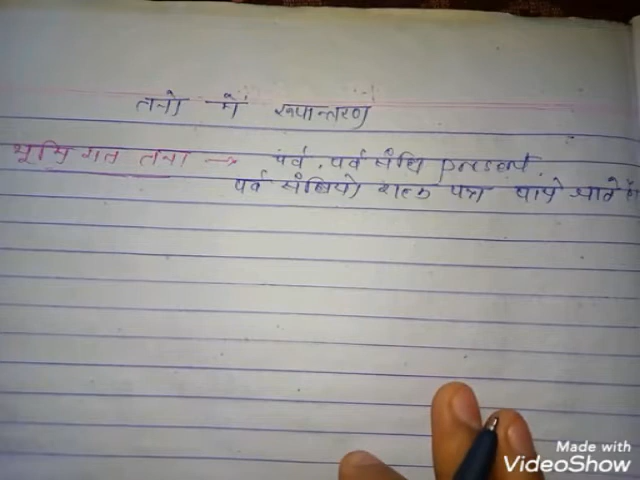 तनो में रूपान्तरण
भूमि गत तना → पर्व, पर्व संधि present.
पर्व संधियो शल्क पत्र पाये जाते है।
Made with
VideoShow